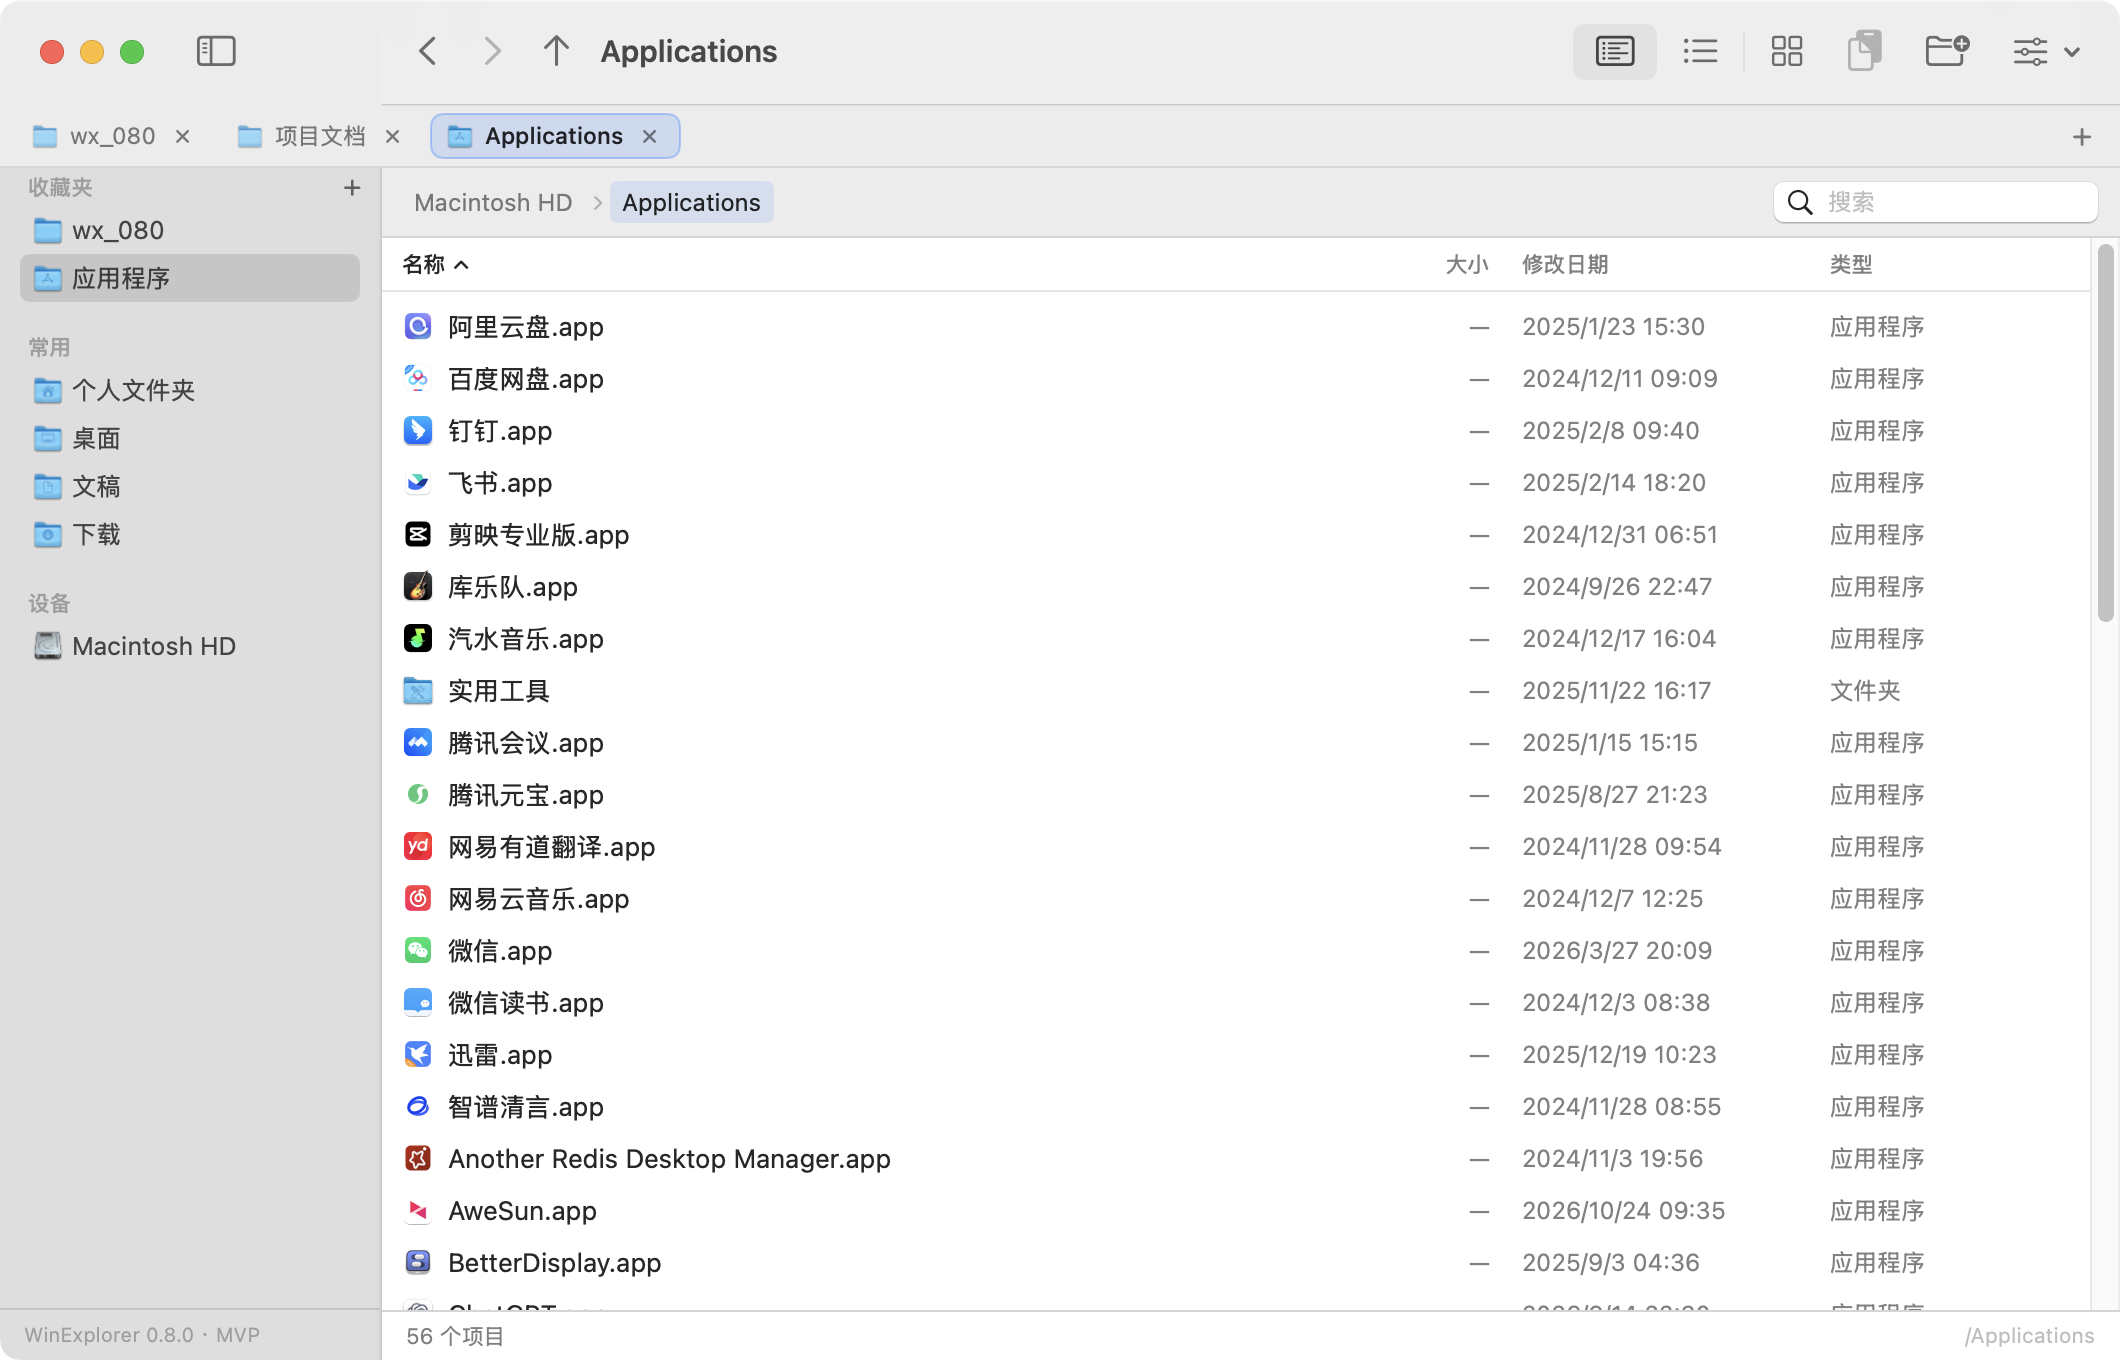 Applications
wx_080
项目文档
Applications
收藏夹
wx_080
应用程序
常用
个人文件夹
桌面
文稿
下载
设备
Macintosh HD
WinExplorer 0.8.0 · MVP
Macintosh HD Applications
搜索
名称 大小 修改日期 类型
阿里云盘.app — 2025/1/23 15:30 应用程序
百度网盘.app — 2024/12/11 09:09 应用程序
钉钉.app — 2025/2/8 09:40 应用程序
飞书.app — 2025/2/14 18:20 应用程序
剪映专业版.app — 2024/12/31 06:51 应用程序
库乐队.app — 2024/9/26 22:47 应用程序
汽水音乐.app — 2024/12/17 16:04 应用程序
实用工具 — 2025/11/22 16:17 文件夹
腾讯会议.app — 2025/1/15 15:15 应用程序
腾讯元宝.app — 2025/8/27 21:23 应用程序
网易有道翻译.app — 2024/11/28 09:54 应用程序
网易云音乐.app — 2024/12/7 12:25 应用程序
微信.app — 2026/3/27 20:09 应用程序
微信读书.app — 2024/12/3 08:38 应用程序
迅雷.app — 2025/12/19 10:23 应用程序
智谱清言.app — 2024/11/28 08:55 应用程序
Another Redis Desktop Manager.app — 2024/11/3 19:56 应用程序
AweSun.app — 2026/10/24 09:35 应用程序
BetterDisplay.app — 2025/9/3 04:36 应用程序
56 个项目
/Applications